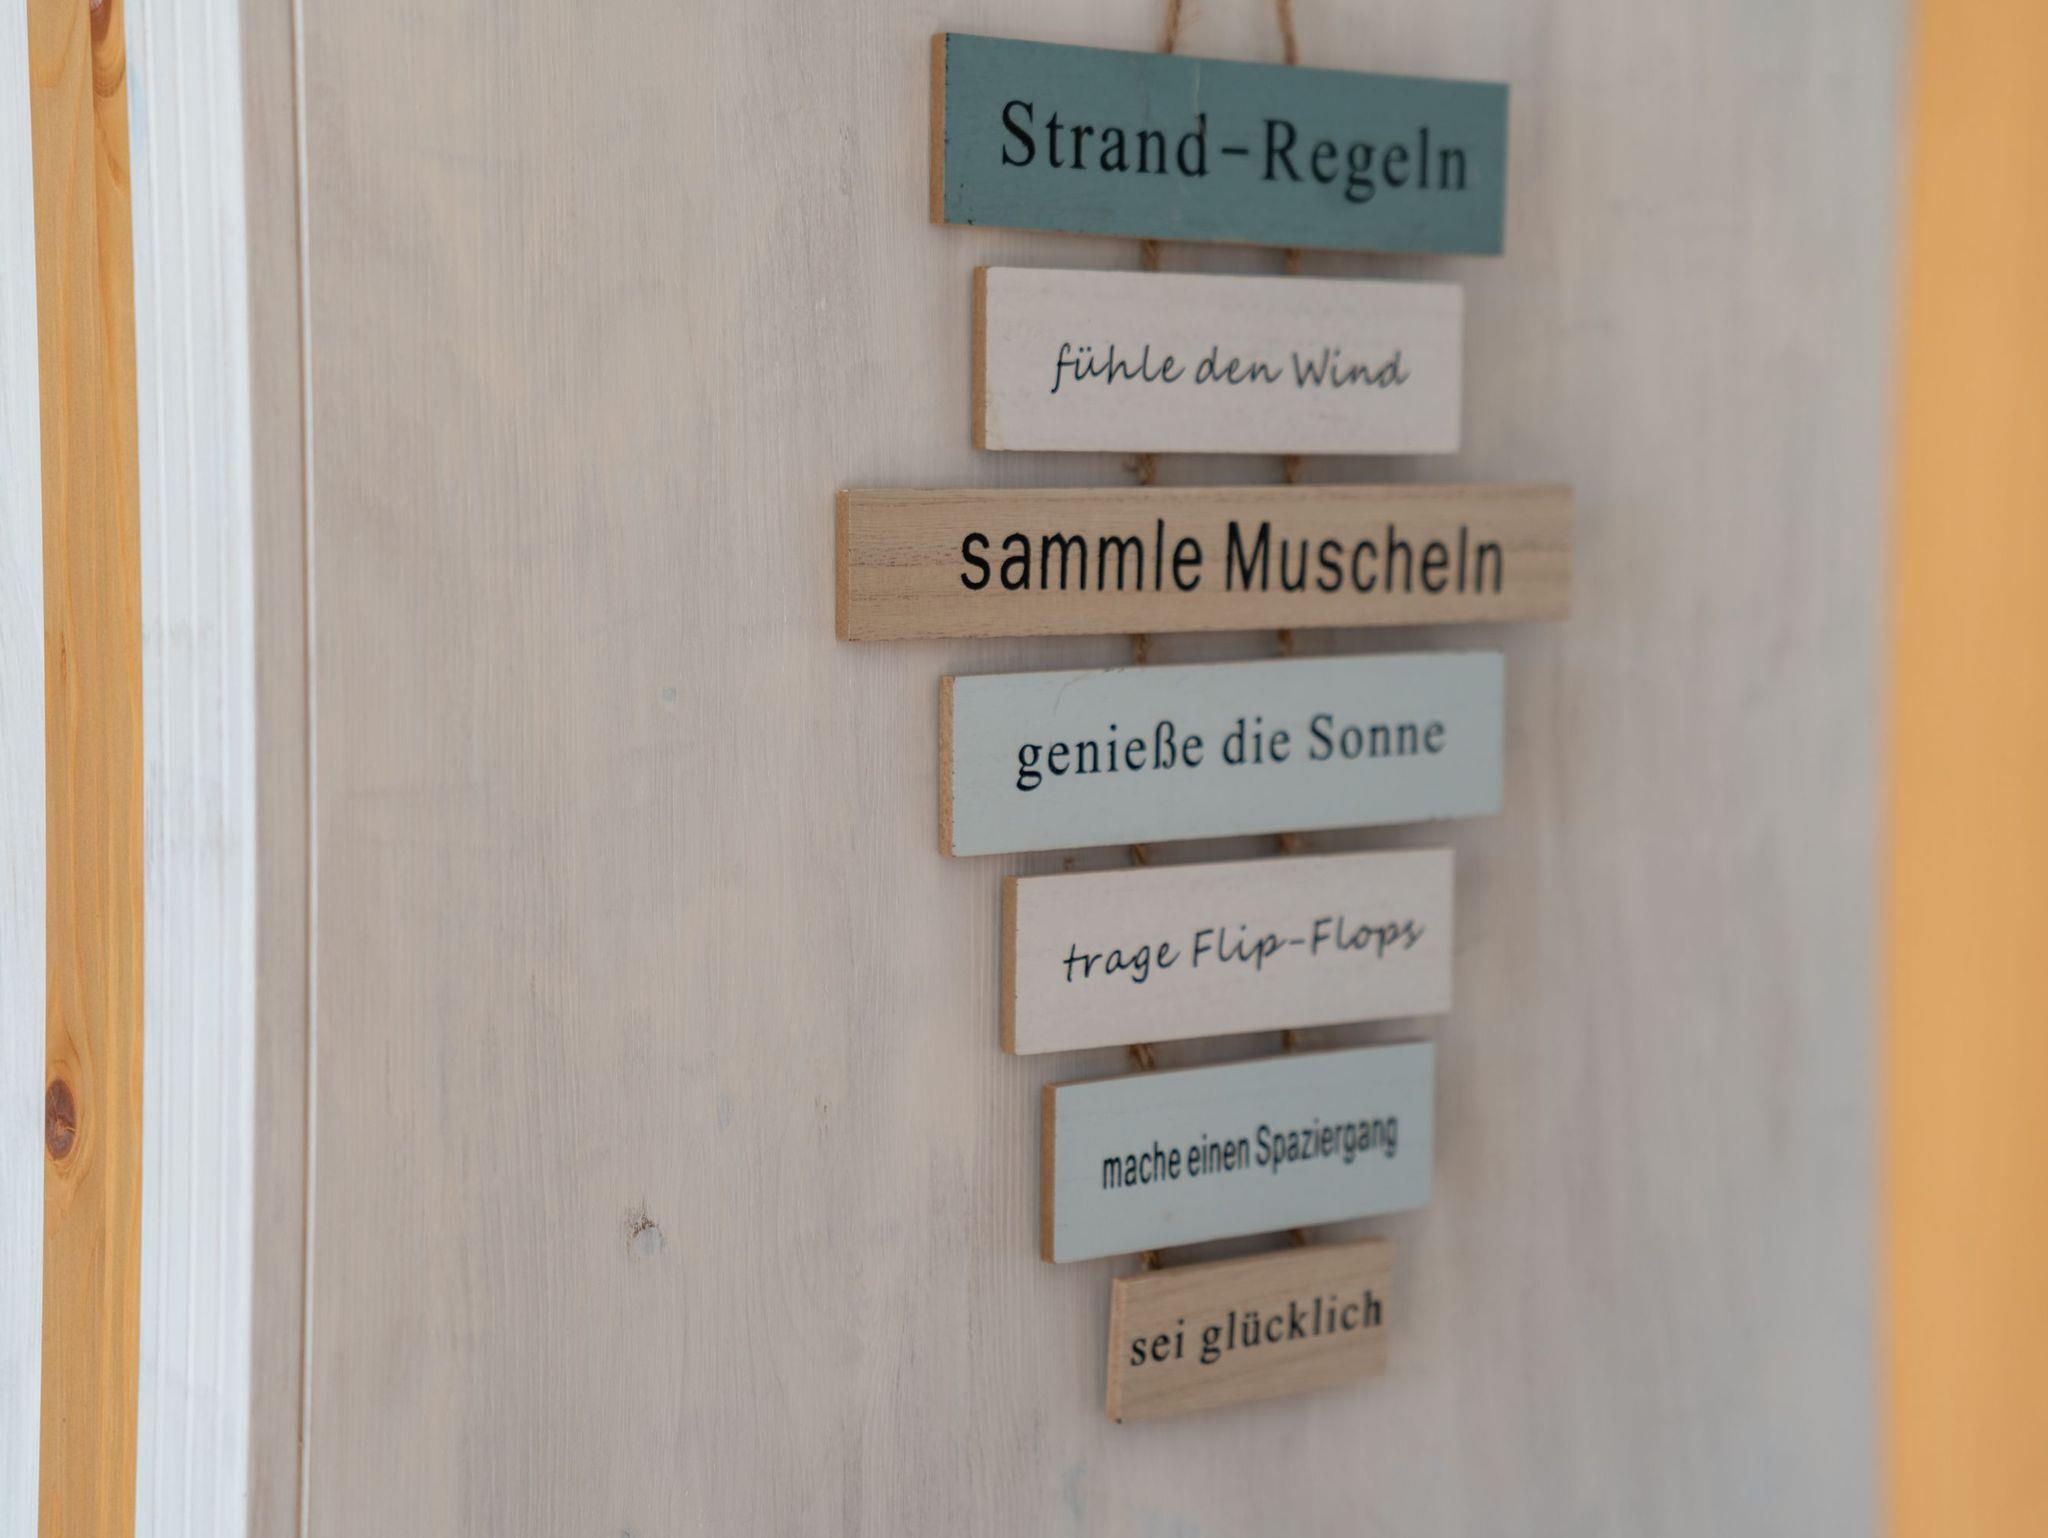 Strand-Regeln
fühle den Wind
sammle Muscheln
genieße die Sonne
trage Flip-Flops
mache einen Spaziergang
sei glücklich